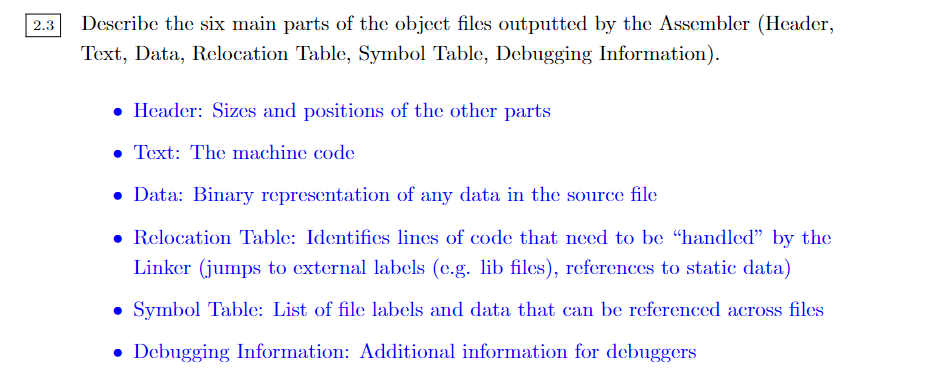 2.3 Describe the six main parts of the object files outputted by the Assembler (Header,
Text, Data, Relocation Table, Symbol Table, Debugging Information).
• Header: Sizes and positions of the other parts
• Text: The machine code
• Data: Binary representation of any data in the source file
• Relocation Table: Identifies lines of code that need to be “handled” by the
Linker (jumps to external labels (e.g. lib files), references to static data)
• Symbol Table: List of file labels and data that can be referenced across files
• Debugging Information: Additional information for debuggers